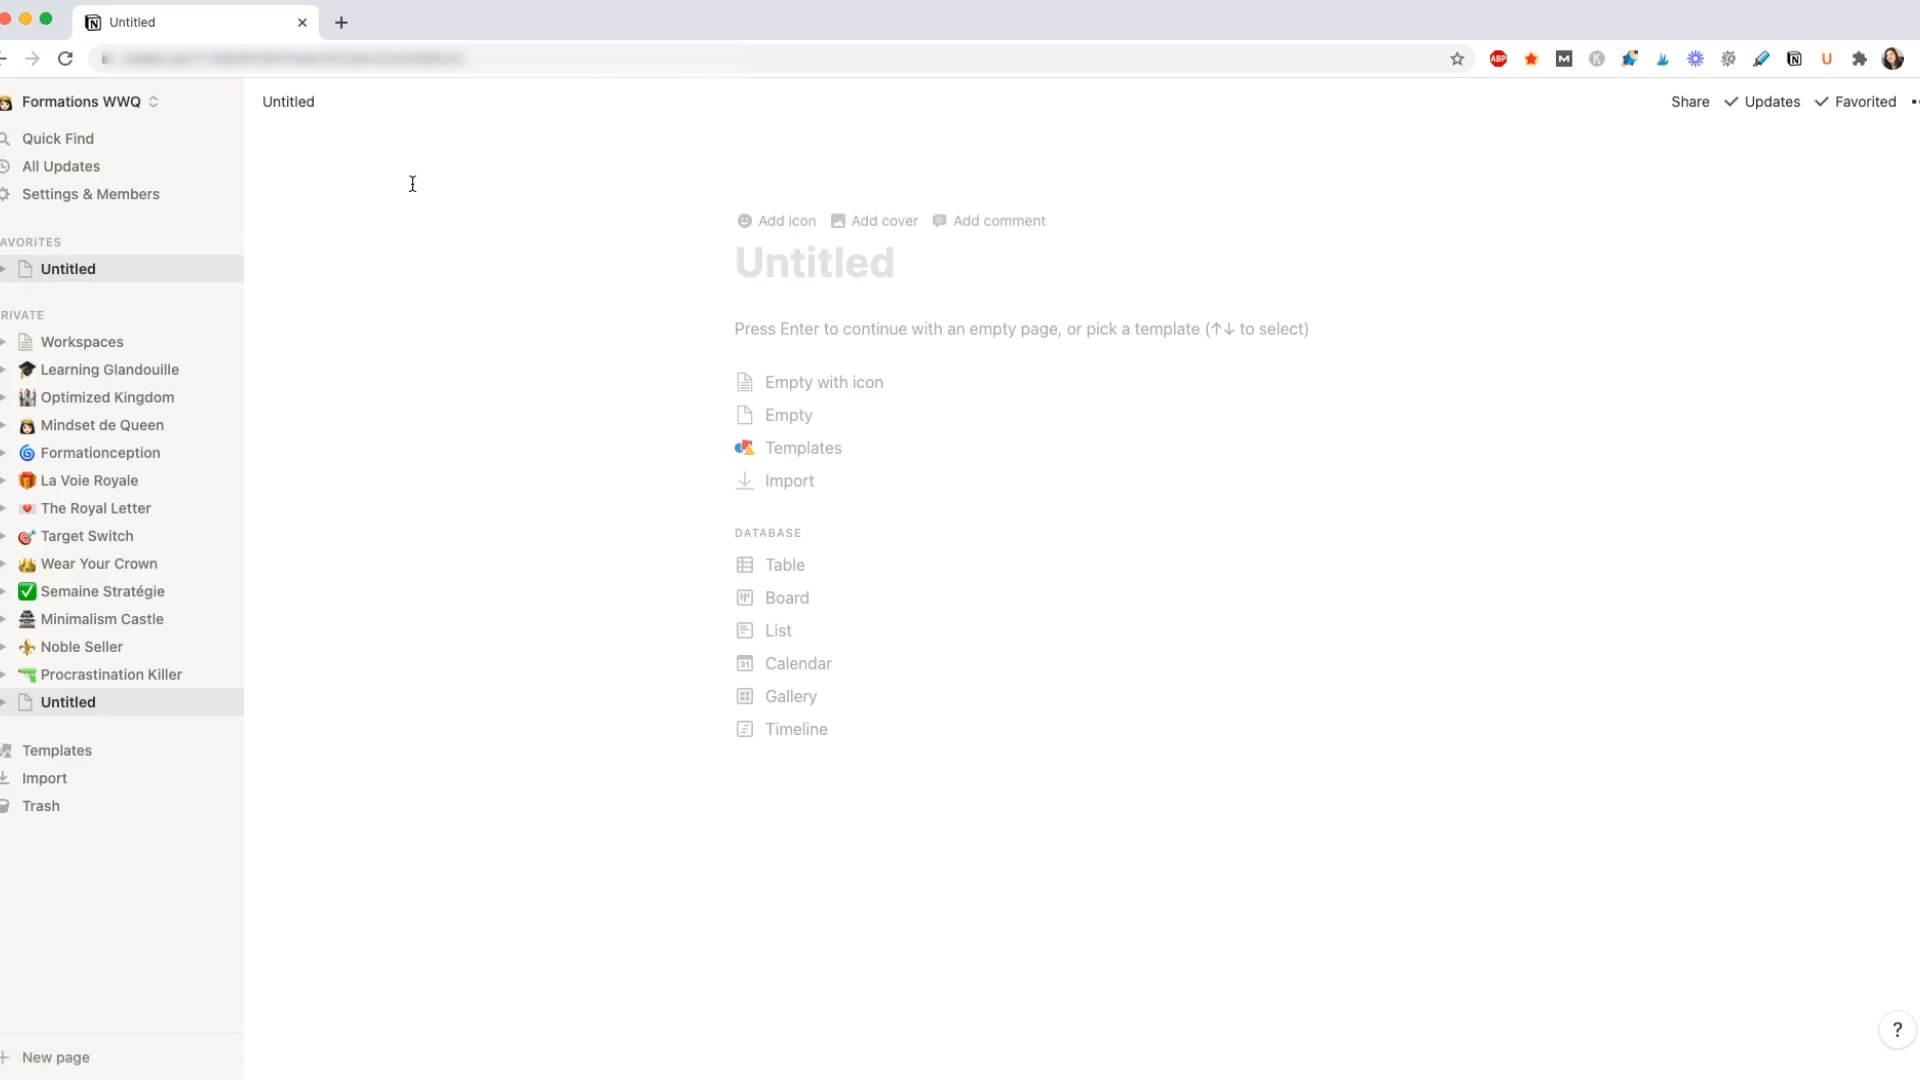 Untitled
Formations WWQ
Untitled
Share
Updates
Favorited
Quick Find
All Updates
Settings & Members
AVORITES
Untitled
RIVATE
Workspaces
Learning Glandouille
Optimized Kingdom
Mindset de Queen
Formationception
La Voie Royale
The Royal Letter
Target Switch
Wear Your Crown
Semaine Stratégie
Minimalism Castle
Noble Seller
Procrastination Killer
Untitled
Templates
Import
Trash
New page
Add icon Add cover Add comment
Untitled
Press Enter to continue with an empty page, or pick a template (↑↓ to select)
Empty with icon
Empty
Templates
Import
DATABASE
Table
Board
List
Calendar
Gallery
Timeline
?